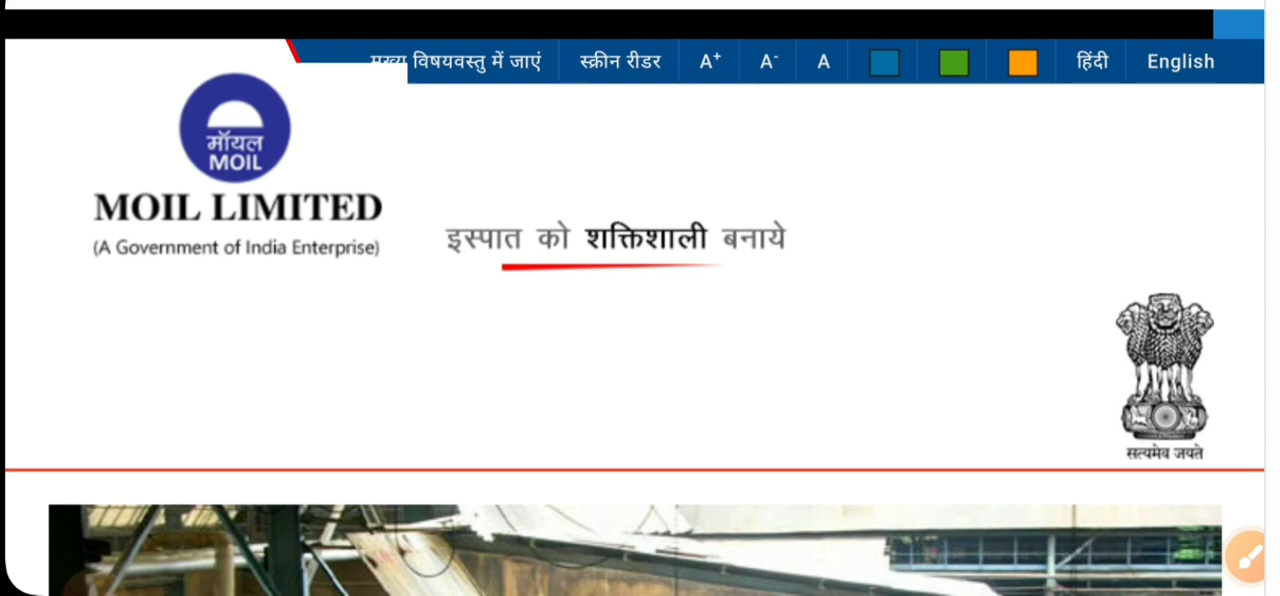 मुख्य विषयवस्तु में जाएं स्क्रीन रीडर A+ A- A हिंदी English
मॉयल
MOIL
MOIL LIMITED
(A Government of India Enterprise)
इस्पात को शक्तिशाली बनाये
सत्यमेव जयते